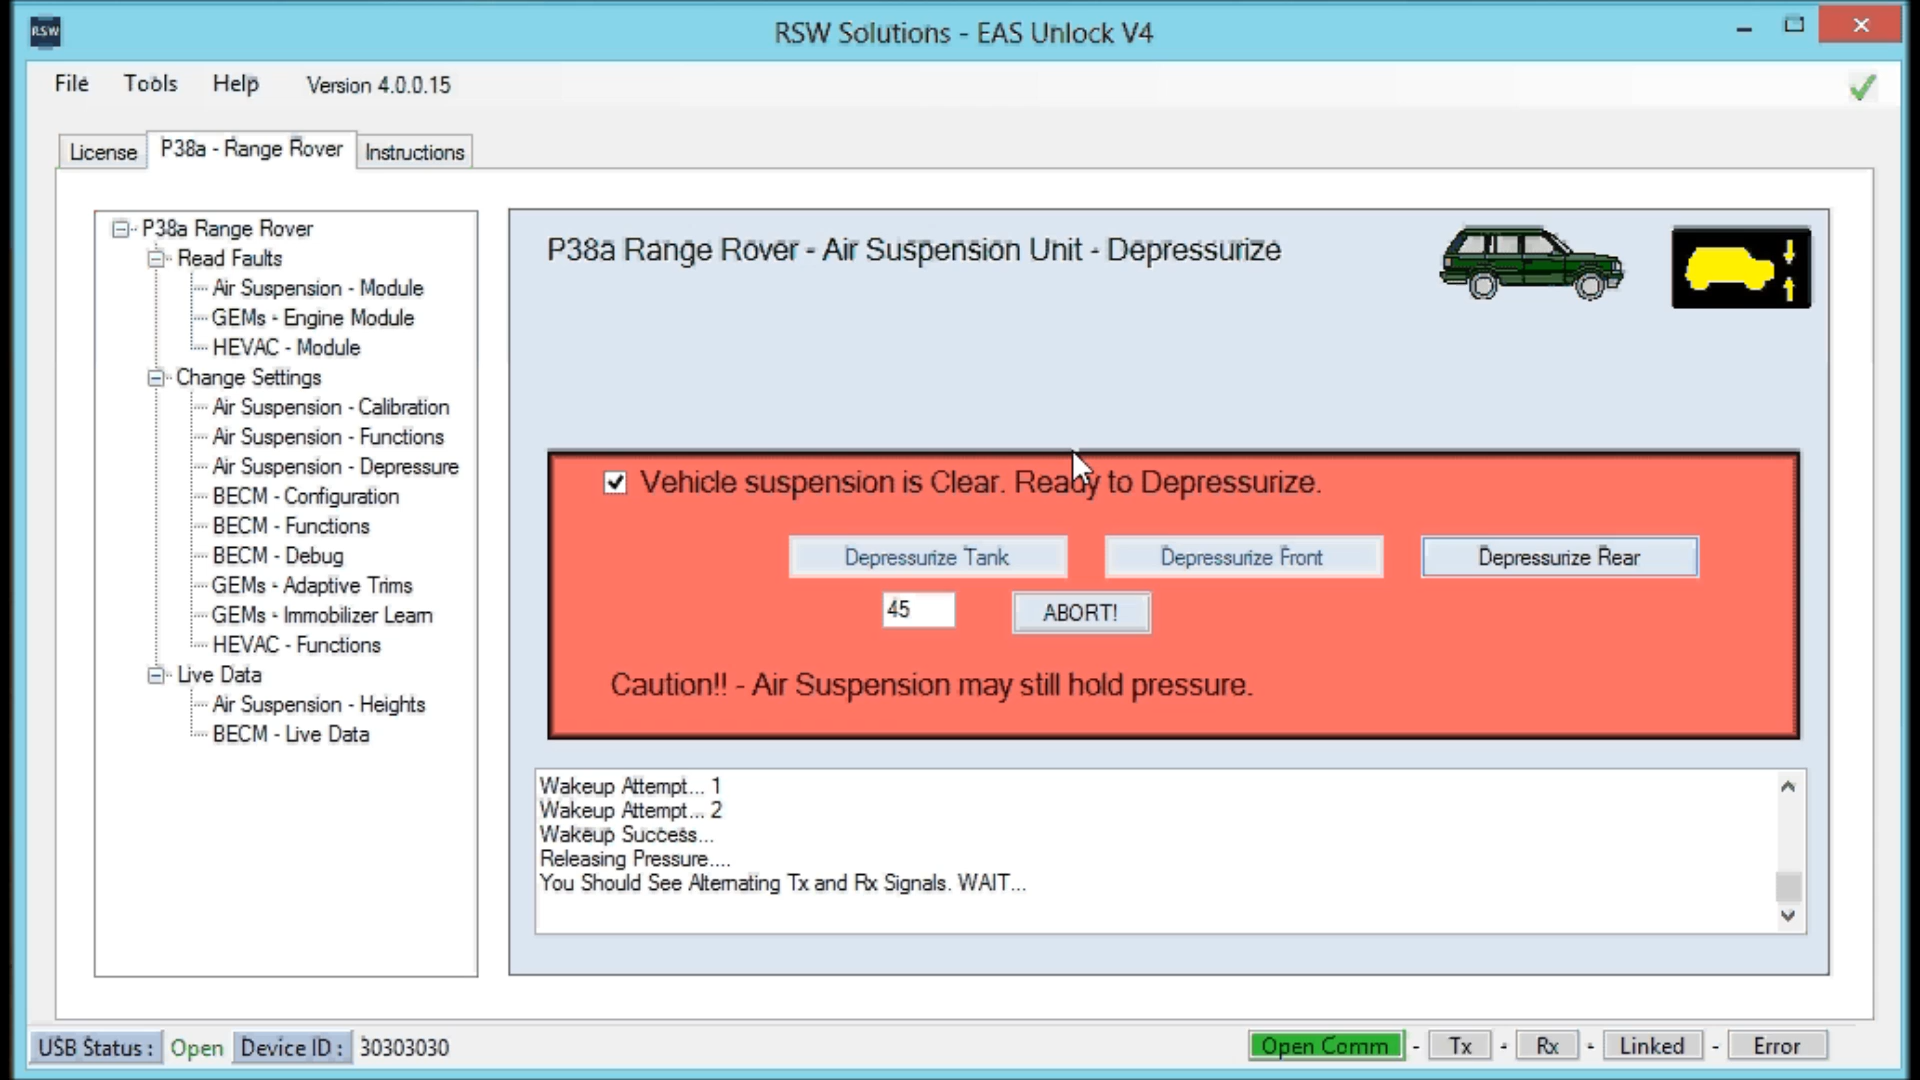 RSW
RSW Solutions - EAS Unlock V4
File Tools Help Version 4.0.0.15
License P38a - Range Rover Instructions
P38a Range Rover
Read Faults
Air Suspension - Module
GEMs - Engine Module
HEVAC - Module
Change Settings
Air Suspension - Calibration
Air Suspension - Functions
Air Suspension - Depressure
BECM - Configuration
BECM - Functions
BECM - Debug
GEMs - Adaptive Trims
GEMs - Immobilizer Learn
HEVAC - Functions
Live Data
Air Suspension - Heights
BECM - Live Data
P38a Range Rover - Air Suspension Unit - Depressurize
Vehicle suspension is Clear. Ready to Depressurize.
Depressurize Tank Depressurize Front Depressurize Rear
45 ABORT!
Caution!! - Air Suspension may still hold pressure.
Wakeup Attempt... 1
Wakeup Attempt... 2
Wakeup Success...
Releasing Pressure....
You Should See Alternating Tx and Rx Signals. WAIT...
USB Status : Open Device ID : 30303030 Open Comm - Tx - Rx - Linked - Error